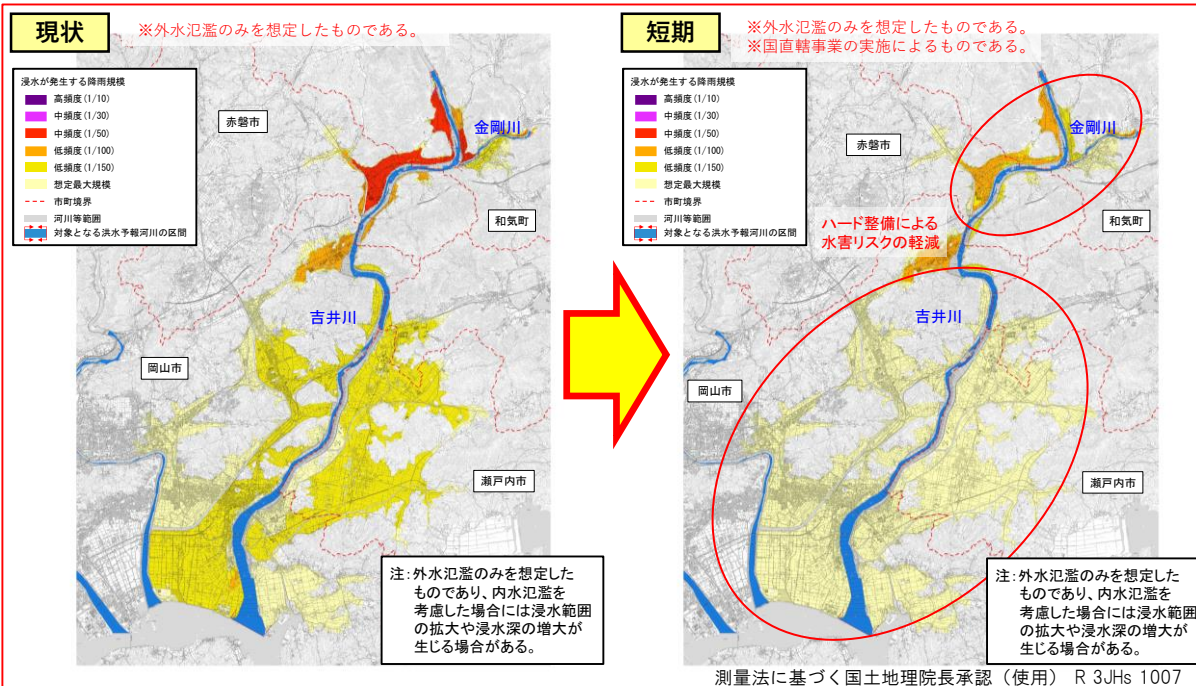 現状
※外水氾濫のみを想定したものである。
浸水が発生する降雨規模
高頻度(1/10)
中頻度(1/30)
中頻度(1/50)
低頻度(1/100)
低頻度(1/150)
想定最大規模
市町境界
河川等範囲
対象となる洪水予報河川の区間
赤磐市
金剛川
和気町
吉井川
岡山市
瀬戸内市
注：外水氾濫のみを想定した
ものであり、内水氾濫を
考慮した場合には浸水範囲
の拡大や浸水深の増大が
生じる場合がある。
短期
※外水氾濫のみを想定したものである。
※国直轄事業の実施によるものである。
浸水が発生する降雨規模
高頻度(1/10)
中頻度(1/30)
中頻度(1/50)
低頻度(1/100)
低頻度(1/150)
想定最大規模
市町境界
河川等範囲
対象となる洪水予報河川の区間
赤磐市
金剛川
和気町
ハード整備による
水害リスクの軽減
吉井川
岡山市
瀬戸内市
注：外水氾濫のみを想定した
ものであり、内水氾濫を
考慮した場合には浸水範囲
の拡大や浸水深の増大が
生じる場合がある。
測量法に基づく国土地理院長承認（使用） R 3JHs 1007